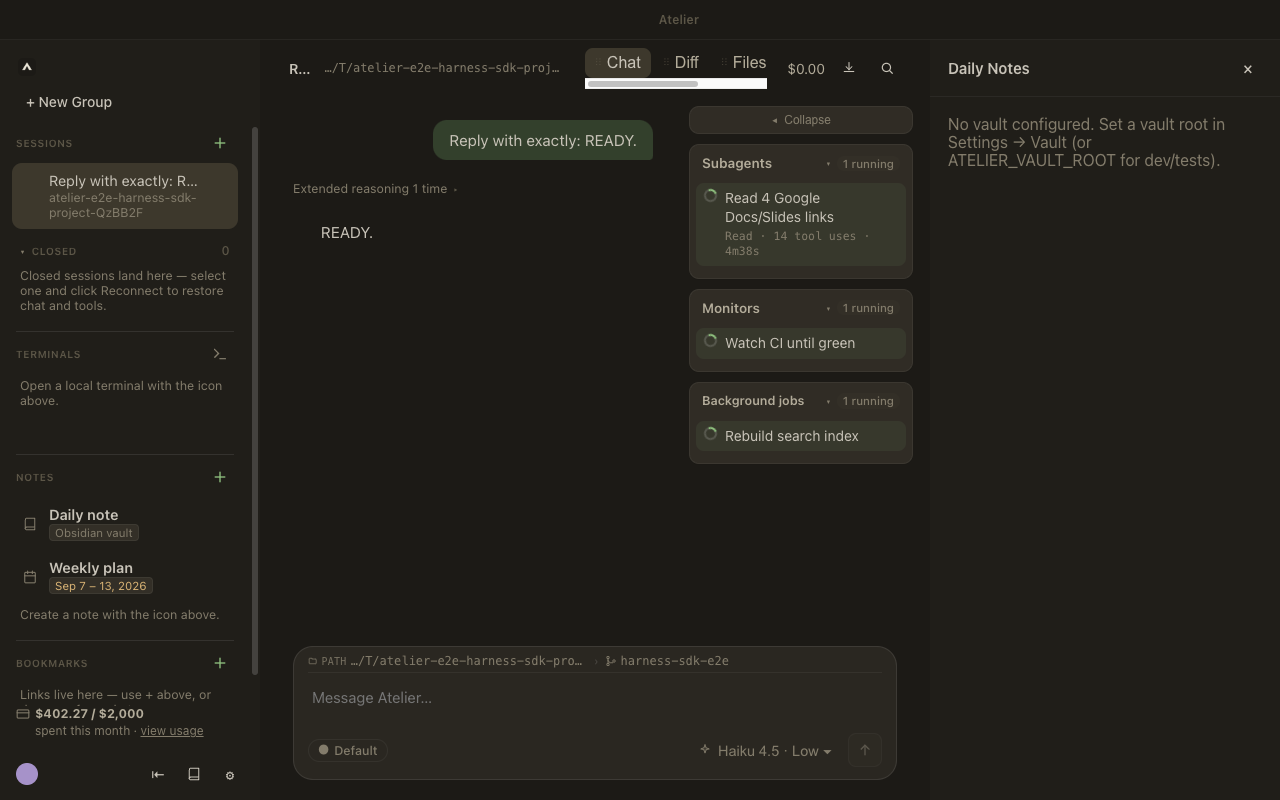 Atelier
+ New Group
SESSIONS
Reply with exactly: R...
atelier-e2e-harness-sdk-
project-QzBB2F
CLOSED 0
Closed sessions land here — select
one and click Reconnect to restore
chat and tools.
TERMINALS
Open a local terminal with the icon
above.
NOTES
Daily note
Obsidian vault
Weekly plan
Sep 7 – 13, 2026
Create a note with the icon above.
BOOKMARKS
Links live here — use + above, or
$402.27 / $2,000
spent this month · view usage
R... …/T/atelier-e2e-harness-sdk-proj…
Chat Diff Files
$0.00
Reply with exactly: READY.
Extended reasoning 1 time
READY.
Collapse
Subagents 1 running
Read 4 Google
Docs/Slides links
Read · 14 tool uses ·
4m38s
Monitors 1 running
Watch CI until green
Background jobs 1 running
Rebuild search index
PATH …/T/atelier-e2e-harness-sdk-pro… › harness-sdk-e2e
Message Atelier...
Default
Haiku 4.5 · Low
Daily Notes
No vault configured. Set a vault root in
Settings → Vault (or
ATELIER_VAULT_ROOT for dev/tests).